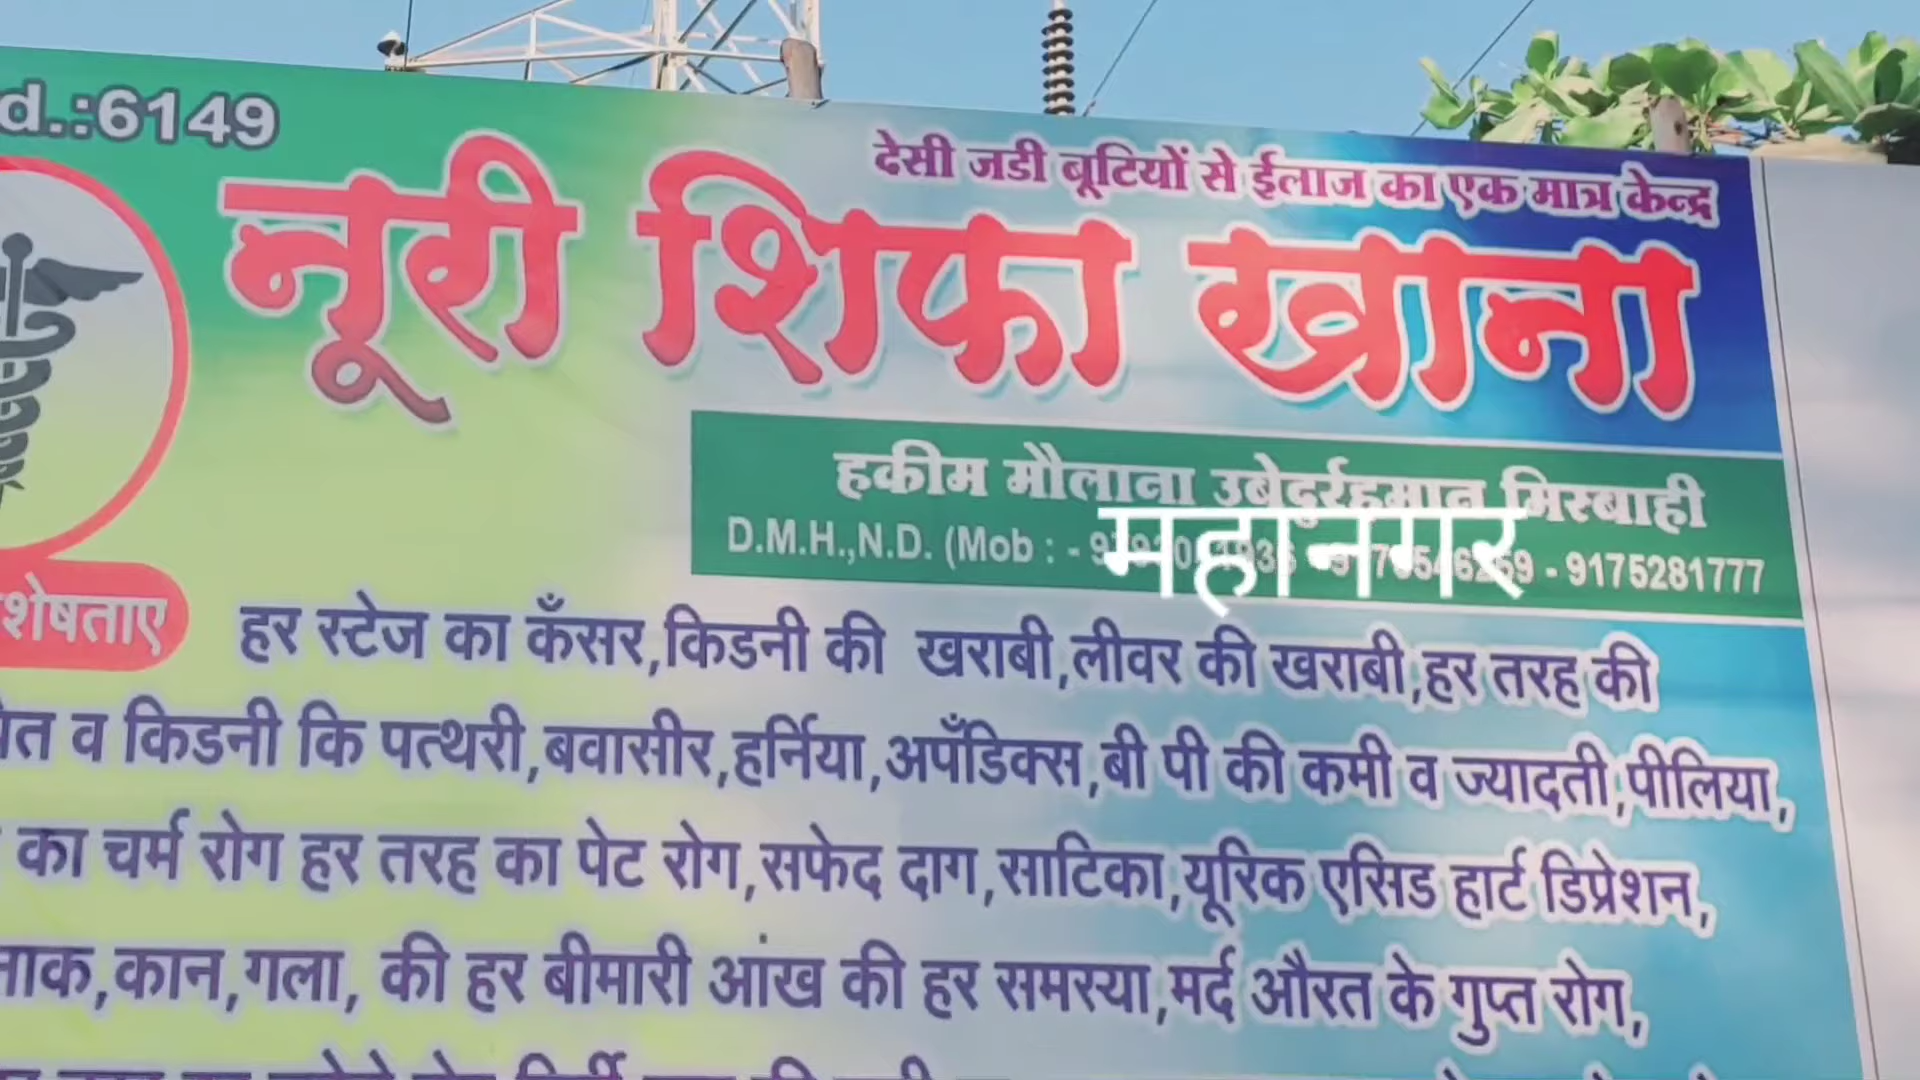 d.:6149
देसी जडी बूटियों से ईलाज का एक मात्र केन्द्र
नूरी शिफा खाना
हकीम मौलाना उबेदुर्रहमान मिस्बाही
D.M.H.,N.D. (Mob : - - 9175281777
महानगर
शेषताए
हर स्टेज का कँसर,किडनी की खराबी,लीवर की खराबी,हर तरह की
व किडनी कि पत्थरी,बवासीर,हर्निया,अपँडिक्स,बी पी की कमी व ज्यादती,पीलिया,
का चर्म रोग हर तरह का पेट रोग,सफेद दाग,साटिका,यूरिक एसिड हार्ट डिप्रेशन,
नाक,कान,गला, की हर बीमारी आंख की हर समस्या,मर्द औरत के गुप्त रोग,